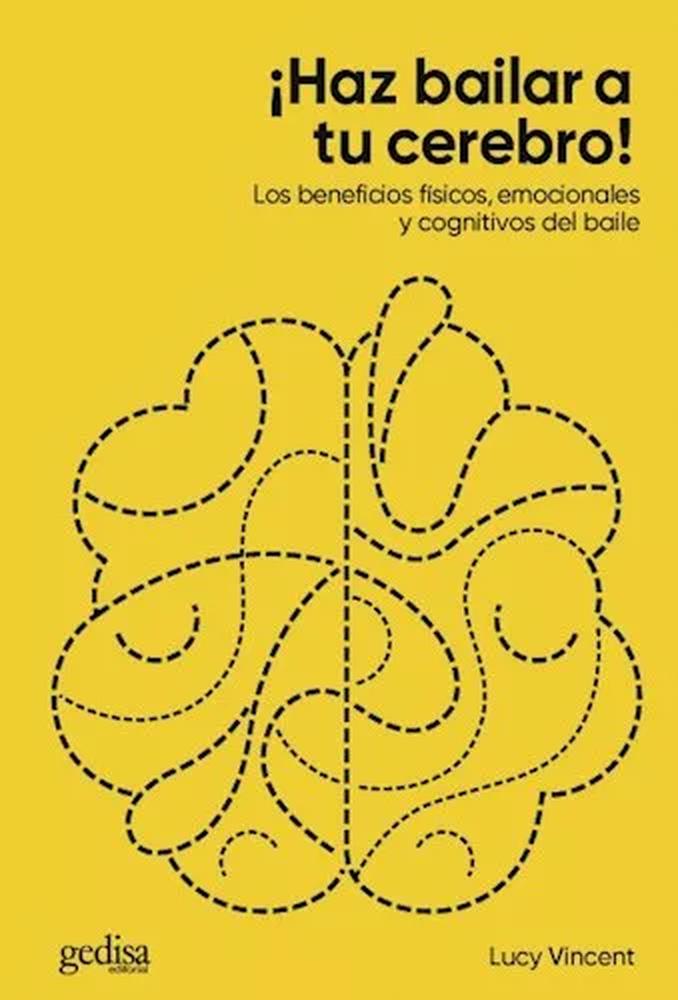 ¡Haz bailar a
tu cerebro!
Los beneficios físicos, emocionales
y cognitivos del baile
gedisa
editorial
Lucy Vincent